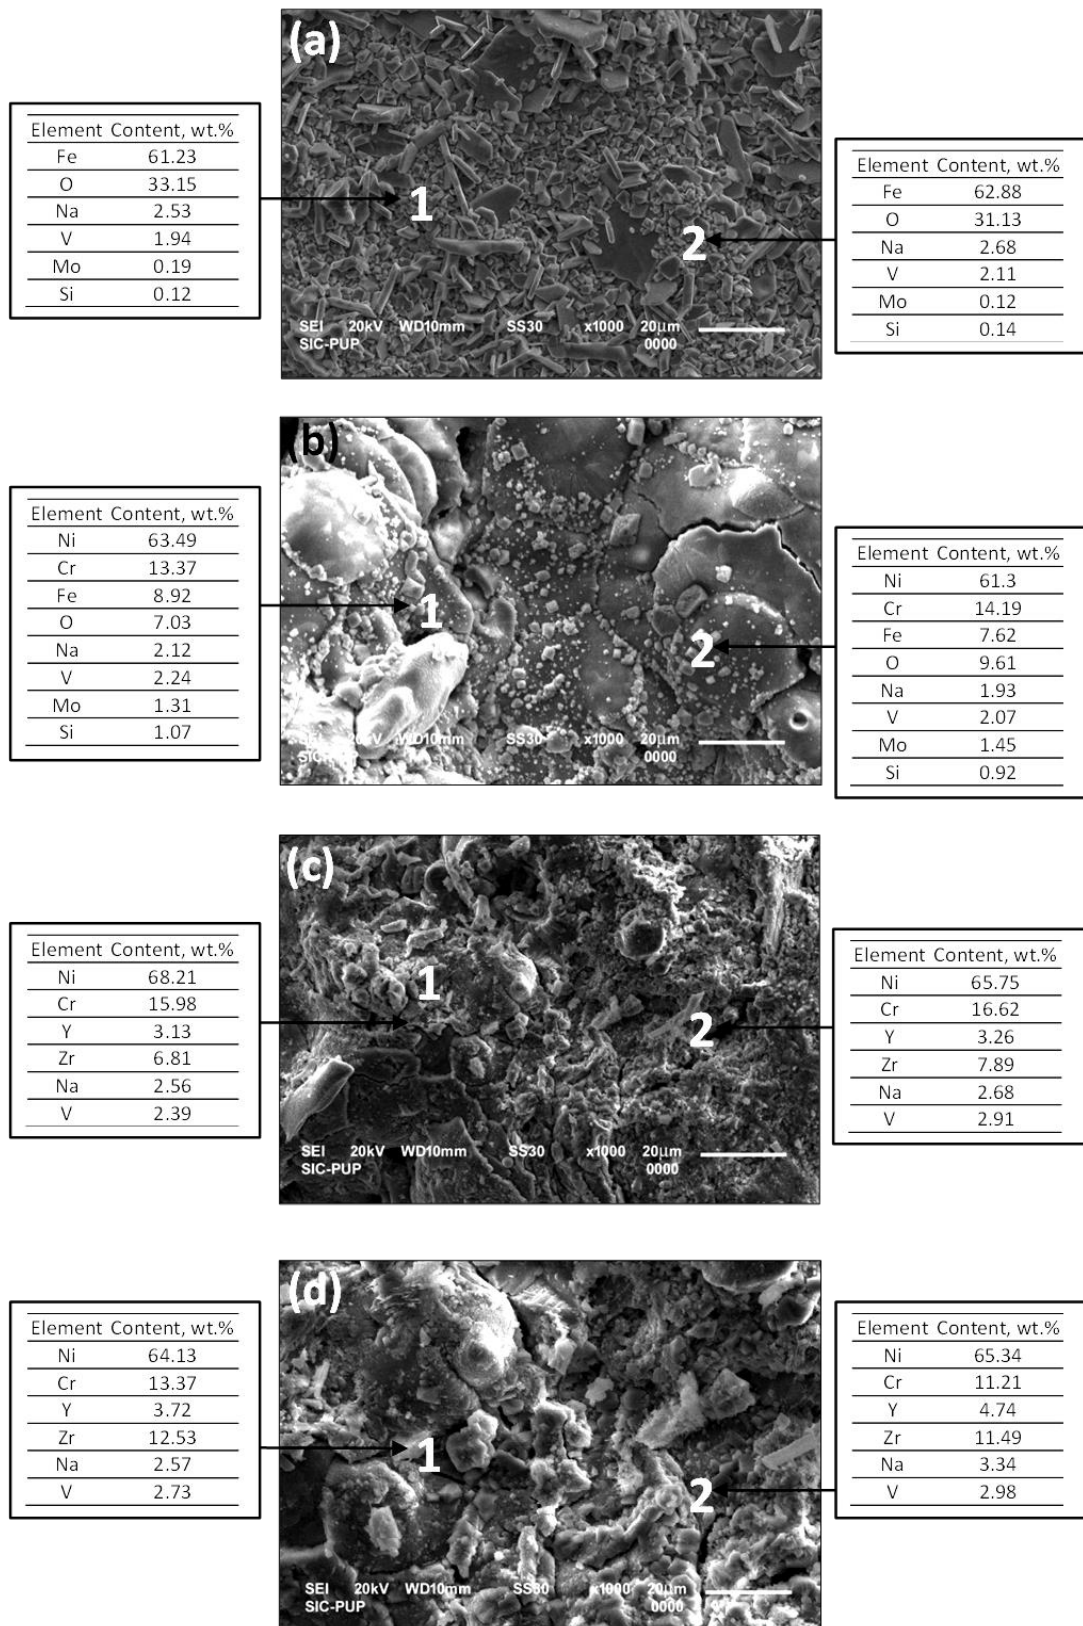 (a)
Element Content, wt.%
Fe 61.23
O 33.15
Na 2.53
V 1.94
Mo 0.19
Si 0.12
1
2
Element Content, wt.%
Fe 62.88
O 31.13
Na 2.68
V 2.11
Mo 0.12
Si 0.14
SEI 20kV WD10mm SS30 x1000 20µm
SIC-PUP 0000
(b)
Element Content, wt.%
Ni 63.49
Cr 13.37
Fe 8.92
O 7.03
Na 2.12
V 2.24
Mo 1.31
Si 1.07
1
2
Element Content, wt.%
Ni 61.3
Cr 14.19
Fe 7.62
O 9.61
Na 1.93
V 2.07
Mo 1.45
Si 0.92
SEI 20kV WD10mm SS30 x1000 20µm
SIC-PUP 0000
(c)
Element Content, wt.%
Ni 68.21
Cr 15.98
Y 3.13
Zr 6.81
Na 2.56
V 2.39
1
2
Element Content, wt.%
Ni 65.75
Cr 16.62
Y 3.26
Zr 7.89
Na 2.68
V 2.91
SEI 20kV WD10mm SS30 x1000 20µm
SIC-PUP 0000
(d)
Element Content, wt.%
Ni 64.13
Cr 13.37
Y 3.72
Zr 12.53
Na 2.57
V 2.73
1
2
Element Content, wt.%
Ni 65.34
Cr 11.21
Y 4.74
Zr 11.49
Na 3.34
V 2.98
SEI 20kV WD10mm SS30 x1000 20µm
SIC-PUP 0000